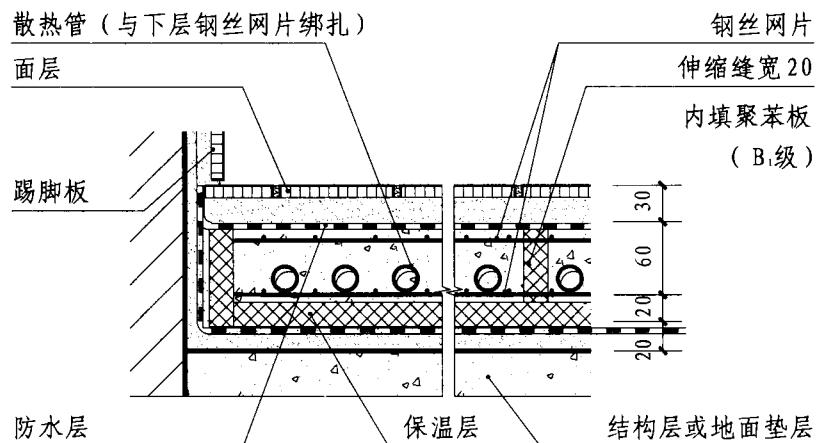 散热管（与下层钢丝网片绑扎）
钢丝网片
面层
伸缩缝宽20
内填聚苯板
（B₁级）
踢脚板
30
60
20
20
防水层
保温层
结构层或地面垫层